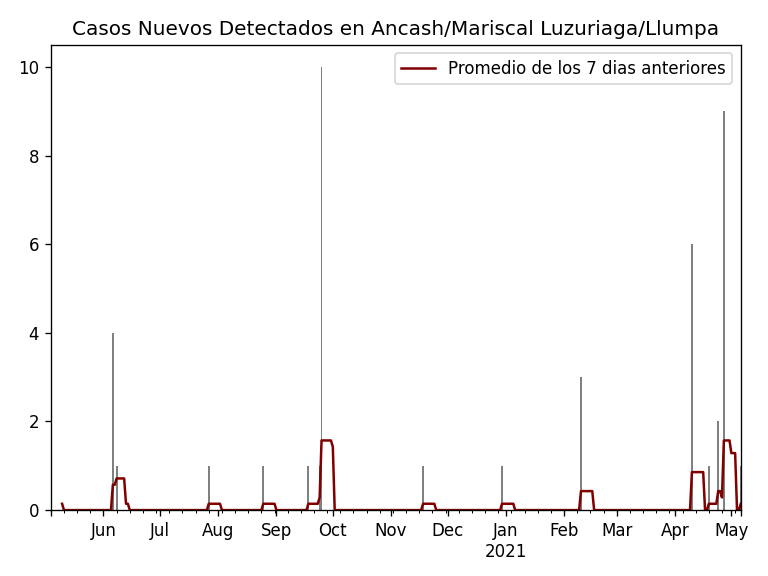 Casos Nuevos Detectados en Ancash/Mariscal Luzuriaga/Llumpa
Promedio de los 7 dias anteriores
10
8
6
4
2
0
Jun Jul Aug Sep Oct Nov Dec Jan Feb Mar Apr May
2021